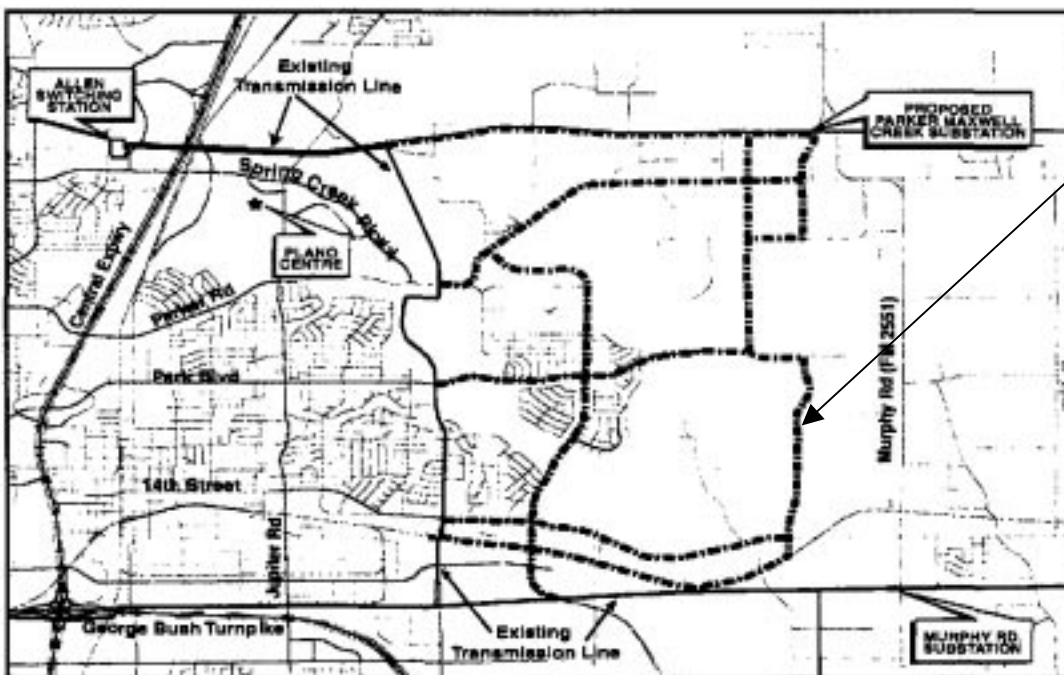 ALLEN
SWITCHING
STATION
Existing
Transmission Line
PROPOSED
PARKER MAXWELL
CREEK SUBSTATION
Spring Creek Pkwy
PLANO
CENTRE
Central Expwy
Parker Rd
Park Blvd
Murphy Rd (FM 2551)
14th Street
Jupiter Rd
George Bush Turnpike
Existing
Transmission Line
MURPHY RD
SUBSTATION